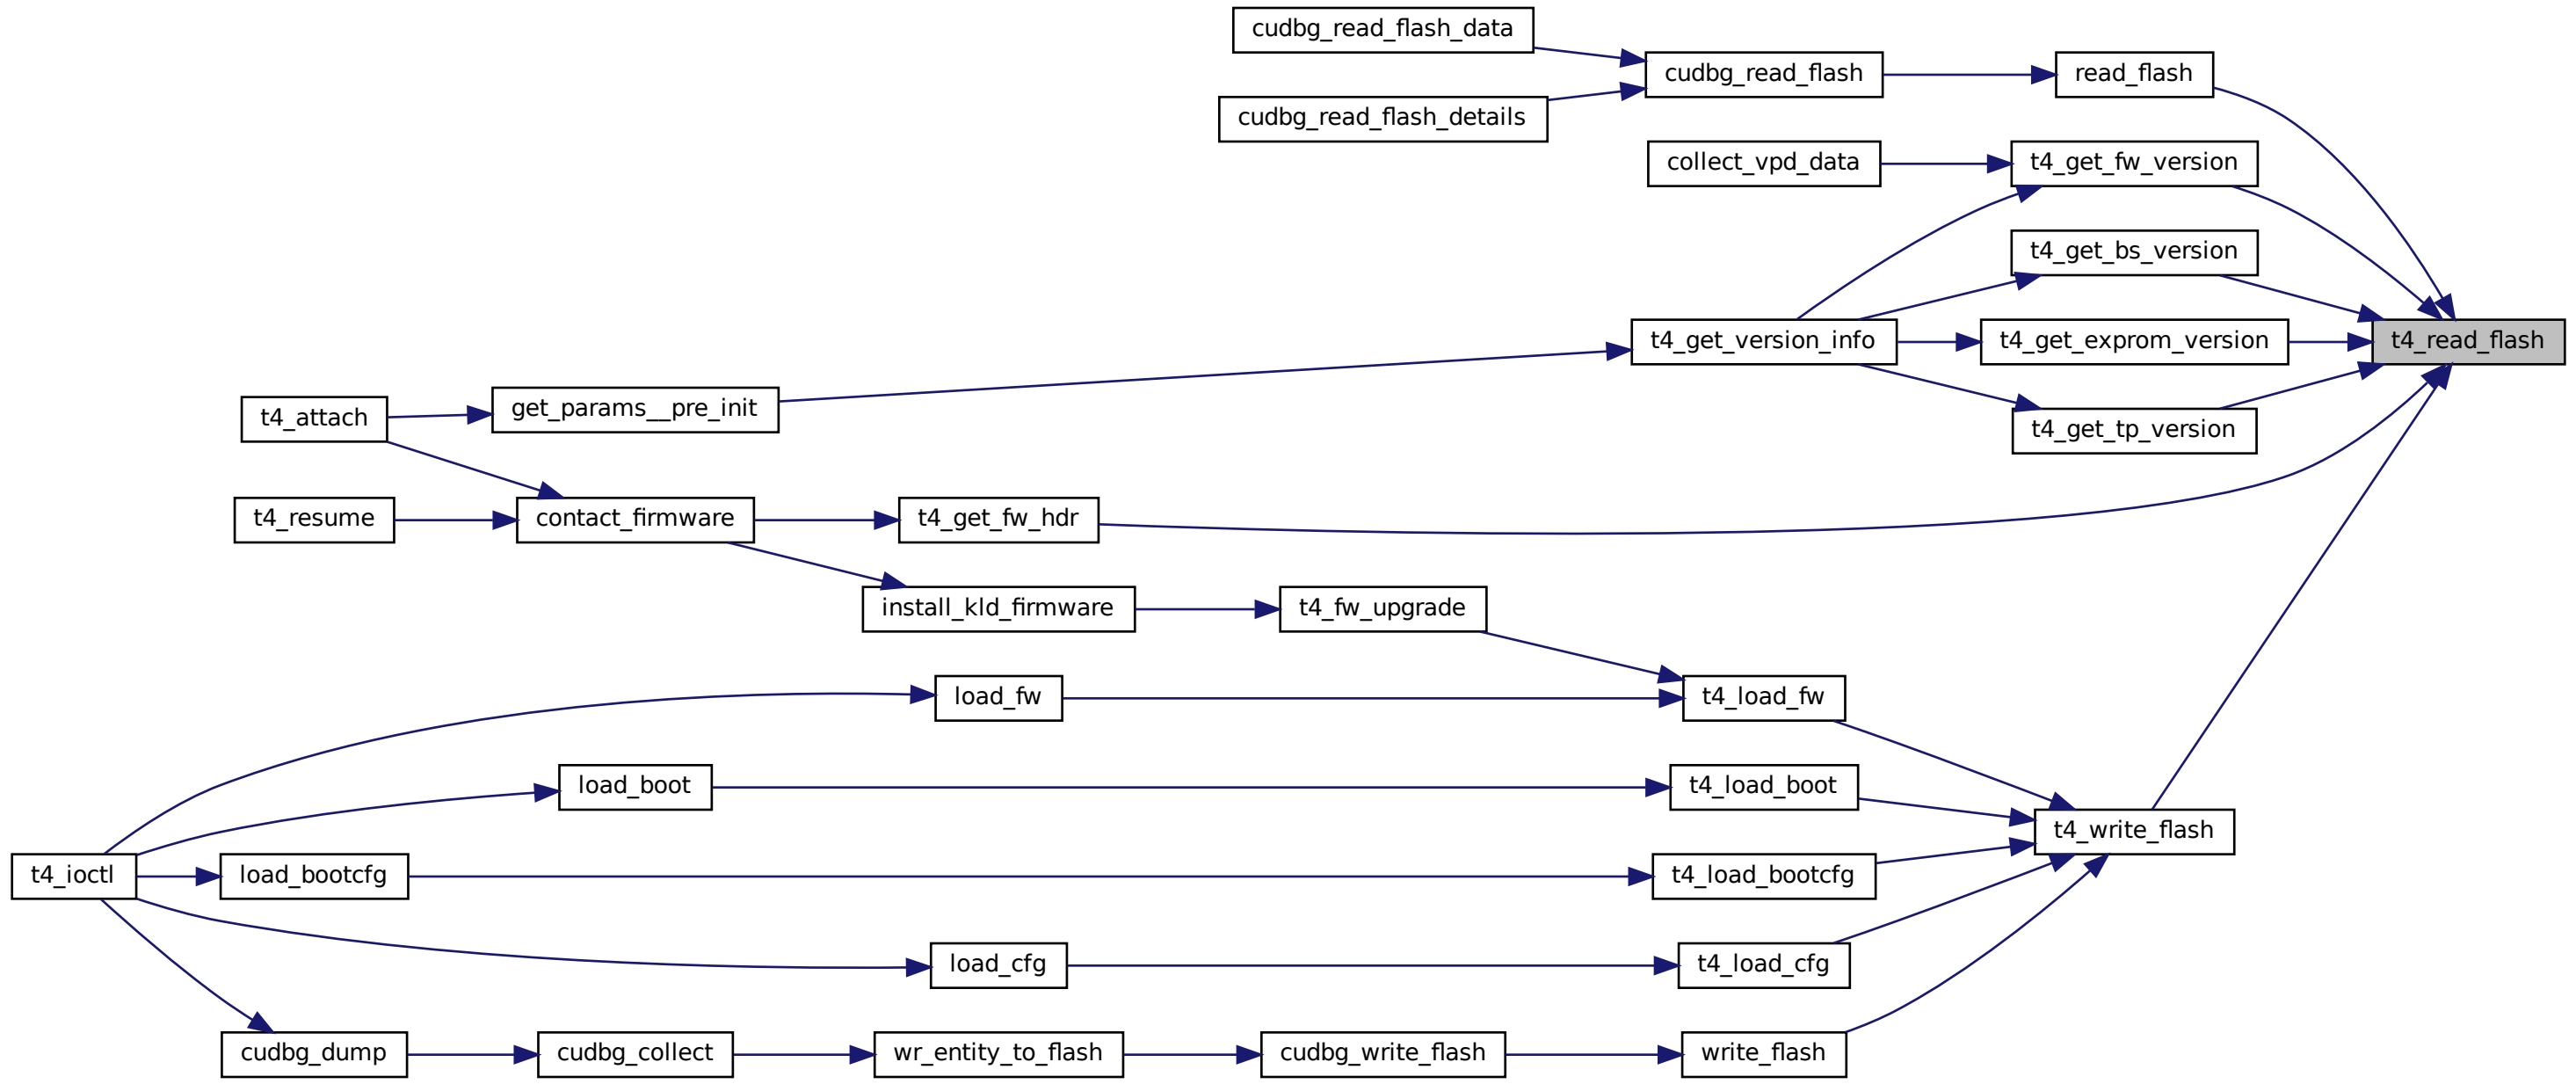 cudbg_read_flash_data
cudbg_read_flash
read_flash
cudbg_read_flash_details
collect_vpd_data
t4_get_fw_version
t4_get_bs_version
t4_get_version_info
t4_get_exprom_version
t4_read_flash
get_params__pre_init
t4_attach
t4_get_tp_version
t4_resume
contact_firmware
t4_get_fw_hdr
install_kld_firmware
t4_fw_upgrade
load_fw
t4_load_fw
load_boot
t4_load_boot
t4_write_flash
t4_ioctl
load_bootcfg
t4_load_bootcfg
load_cfg
t4_load_cfg
cudbg_dump
cudbg_collect
wr_entity_to_flash
cudbg_write_flash
write_flash